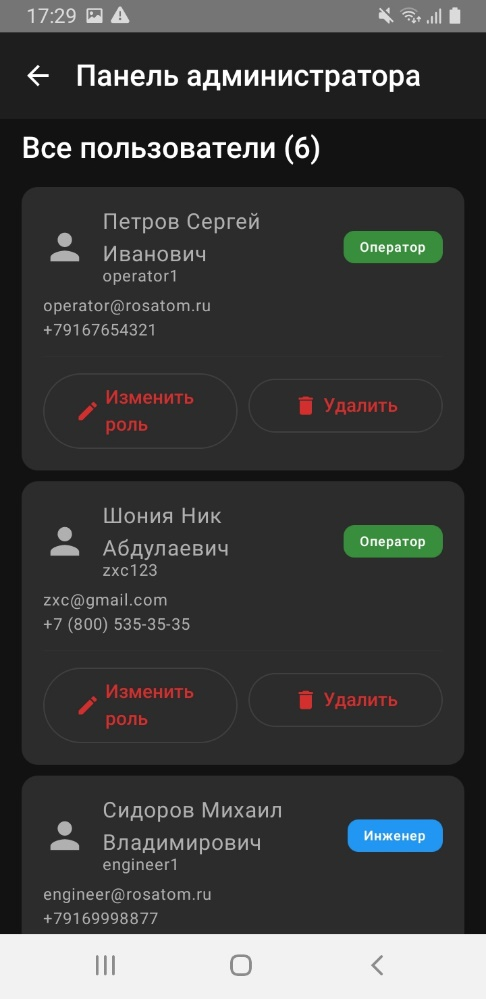 17:29
Панель администратора
Все пользователи (6)
Петров Сергей
Иванович
Оператор
operator1
operator@rosatom.ru
+79167654321
Изменить
роль
Удалить
Шония Ник
Абдулаевич
Оператор
zxc123
zxc@gmail.com
+7 (800) 535-35-35
Изменить
роль
Удалить
Сидоров Михаил
Владимирович
Инженер
engineer1
engineer@rosatom.ru
+79169998877